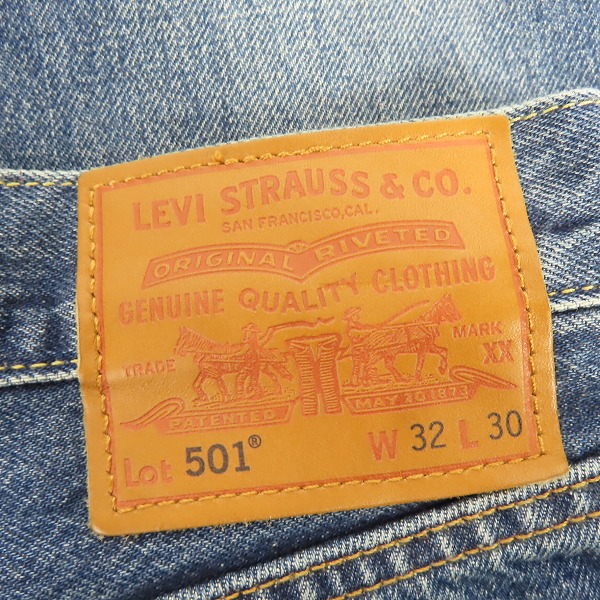 LEVI STRAUSS & CO.
SAN FRANCISCO, CAL.
ORIGINAL RIVETED
GENUINE QUALITY CLOTHING
TRADE MARK
XX
PATENTED MAY 20 1873
Lot 501® W 32 L 30